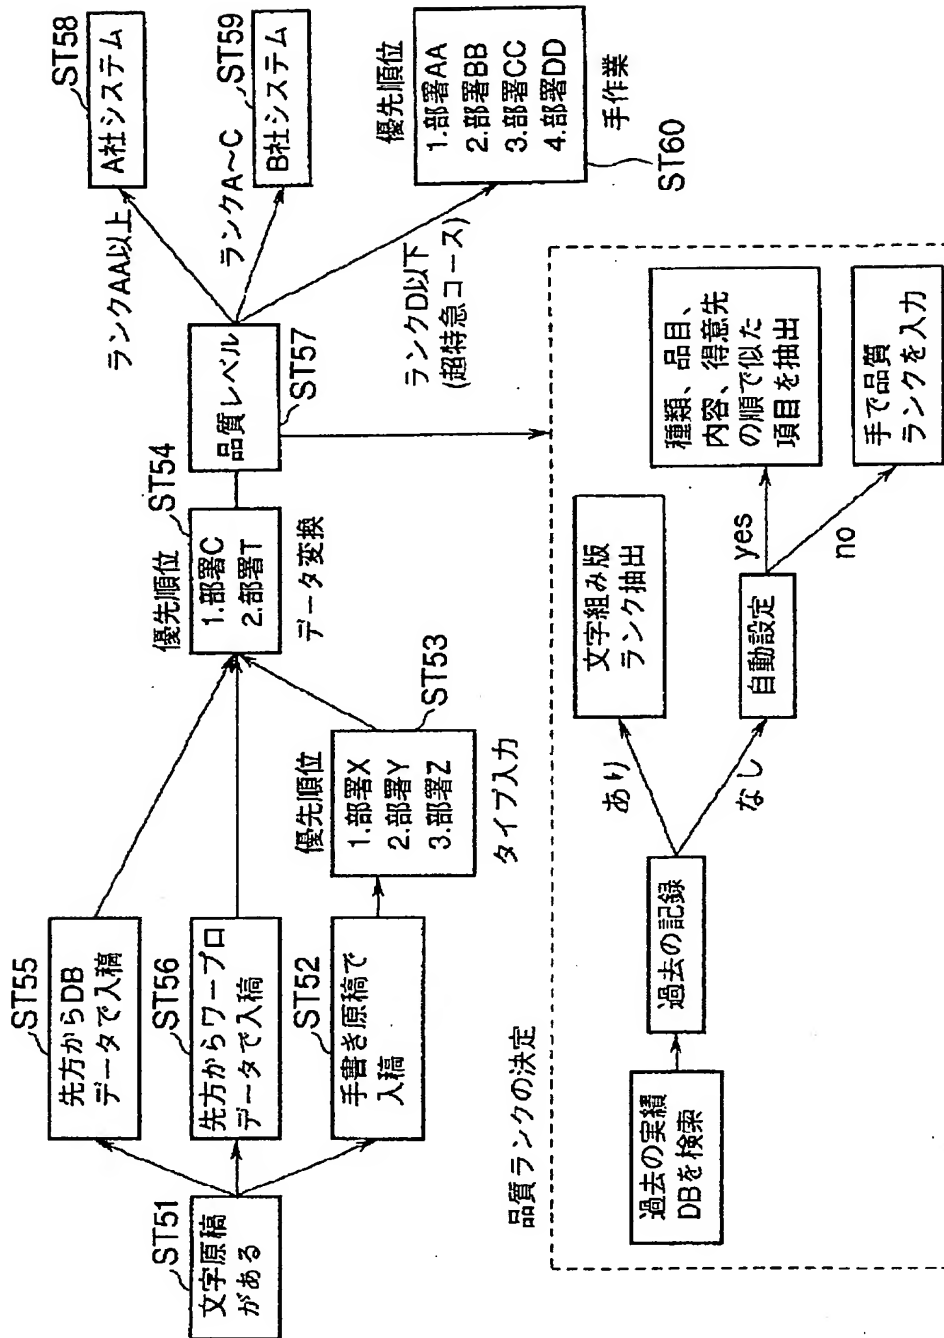 ST51
文字原稿
がある
ST55
先方からDB
データで入稿
ST56
先方からワープロ
データで入稿
ST52
手書き原稿で
入稿
優先順位
ST53
1.部署X
2.部署Y
3.部署Z
タイプ入力
優先順位
ST54
1.部署C
2.部署T
データ変換
品質レベル
ST57
ランクAA以上
ST58
A社システム
ランクA～C
ST59
B社システム
ランクD以下
(超特急コース)
優先順位
1.部署AA
2.部署BB
3.部署CC
4.部署DD
手作業
ST60
品質ランクの決定
過去の実績
DBを検索
過去の記録
あり
文字組み版
ランク抽出
なし
自動設定
yes
種類、品目、
内容、得意先
の順で似た
項目を抽出
no
手で品質
ランクを入力